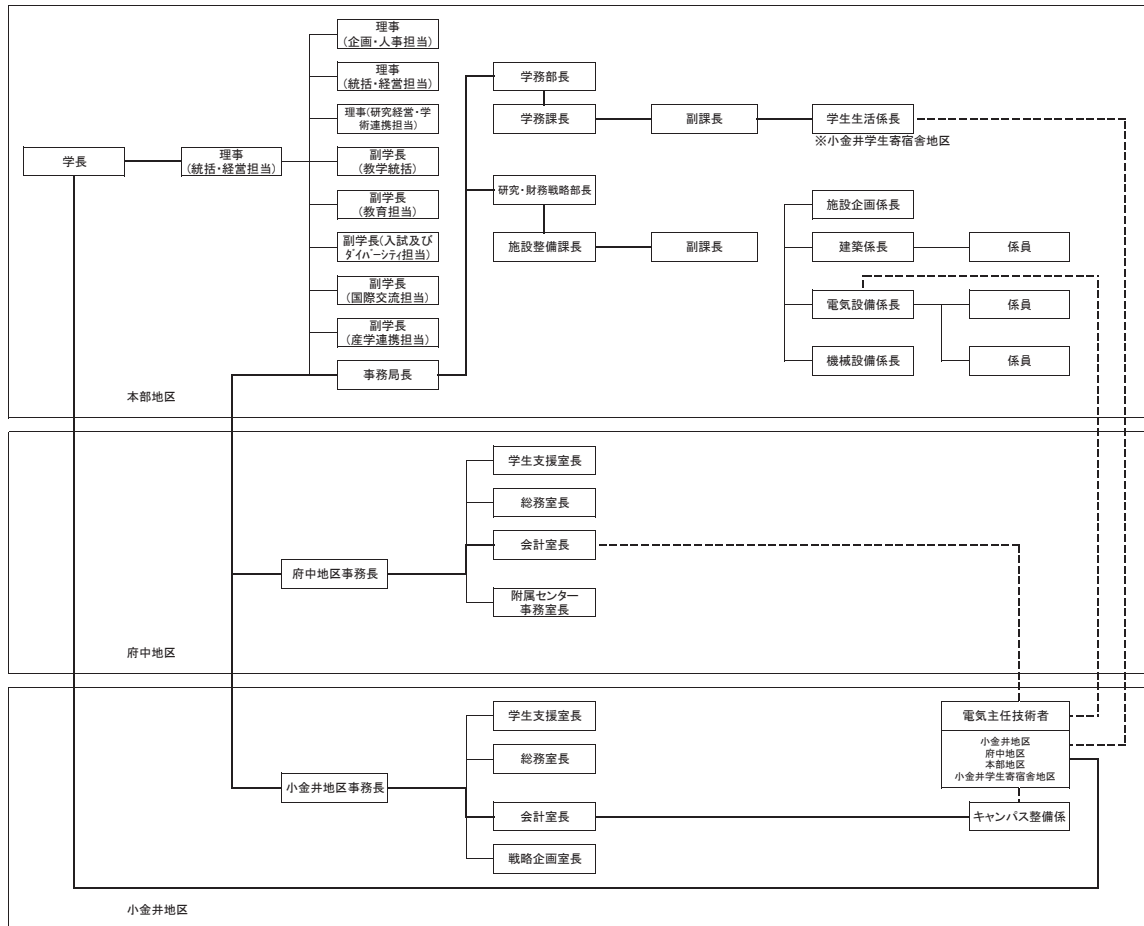 理事
(企画・人事担当)
理事
(統括・経営担当)
理事(研究経営・学
術連携担当)
学長
理事
(統括・経営担当)
副学長
(教学統括)
副学長
(教育担当)
副学長(入試及び
ダイバーシティ担当)
副学長
(国際交流担当)
副学長
(産学連携担当)
事務局長
学務部長
学務課長
副課長
学生生活係長
※小金井学生寄宿舎地区
研究・財務戦略部長
施設整備課長
副課長
施設企画係長
建築係長
係員
電気設備係長
係員
機械設備係長
係員
本部地区
学生支援室長
総務室長
会計室長
府中地区事務長
附属センター
事務室長
府中地区
学生支援室長
総務室長
小金井地区事務長
会計室長
戦略企画室長
電気主任技術者
小金井地区
府中地区
本部地区
小金井学生寄宿舎地区
キャンパス整備係
小金井地区